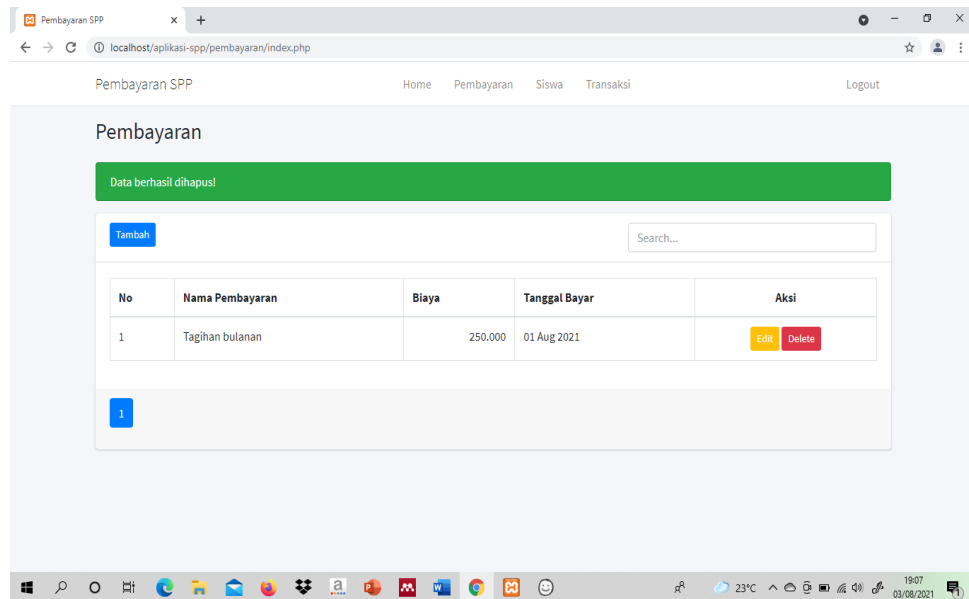 Pembayaran SPP
localhost/aplikasi-spp/pembayaran/index.php
Pembayaran SPP Home Pembayaran Siswa Transaksi Logout
Pembayaran
Data berhasil dihapus!
Tambah Search...
No Nama Pembayaran Biaya Tanggal Bayar Aksi
1 Tagihan bulanan 250.000 01 Aug 2021 Edit Delete
1
23°C 19:07
03/08/2021